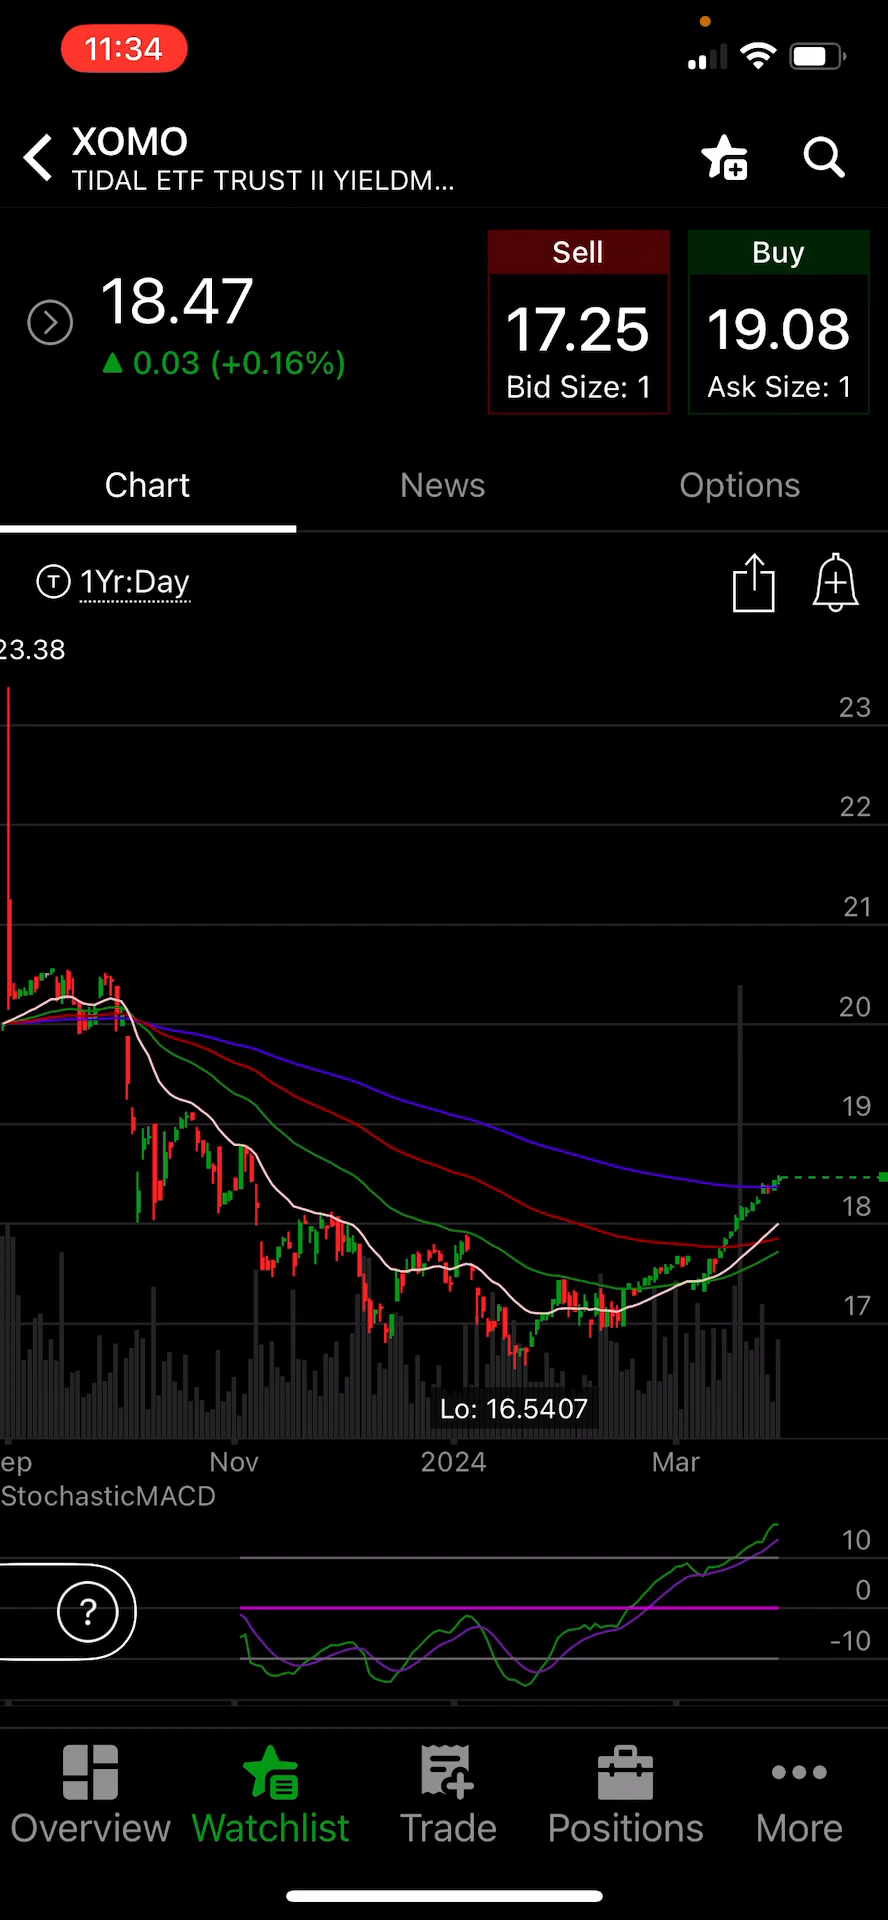 11:34
XOMO
TIDAL ETF TRUST II YIELDM...
18.47
0.03 (+0.16%)
Sell
17.25
Bid Size: 1
Buy
19.08
Ask Size: 1
Chart
News
Options
T 1Yr:Day
23.38
23
22
21
20
19
18
17
Lo: 16.5407
ep
Nov
2024
Mar
StochasticMACD
10
0
-10
?
Overview
Watchlist
Trade
Positions
More